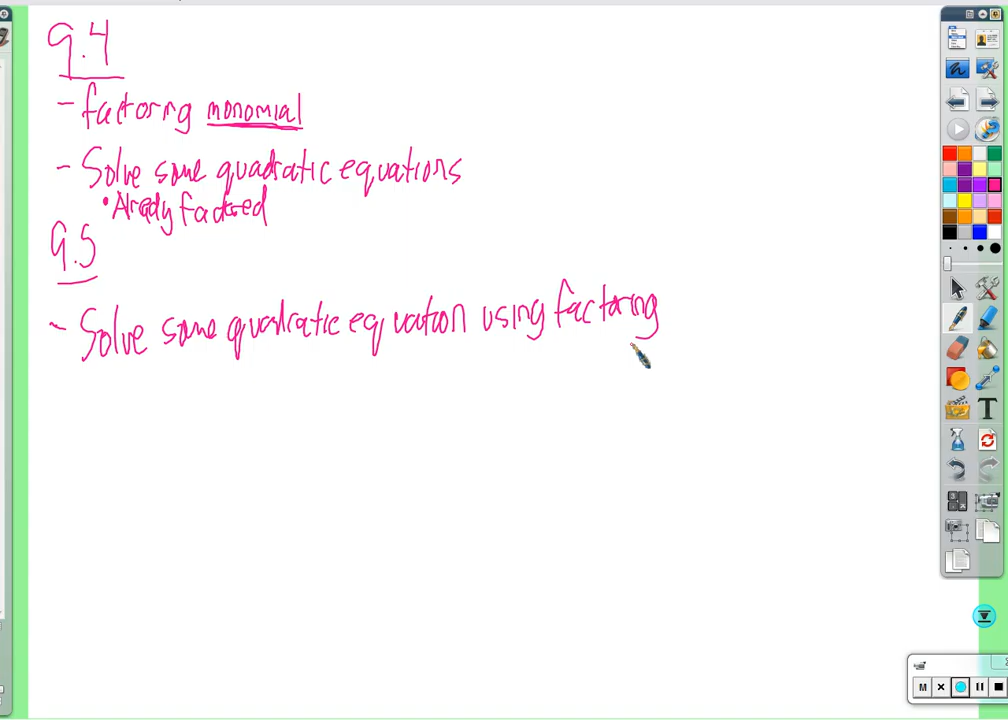 9.4
- factoring monomial
- Solve some quadratic equations
• Already factored
9.5
- Solve some quadratic equation using factoring
T
M